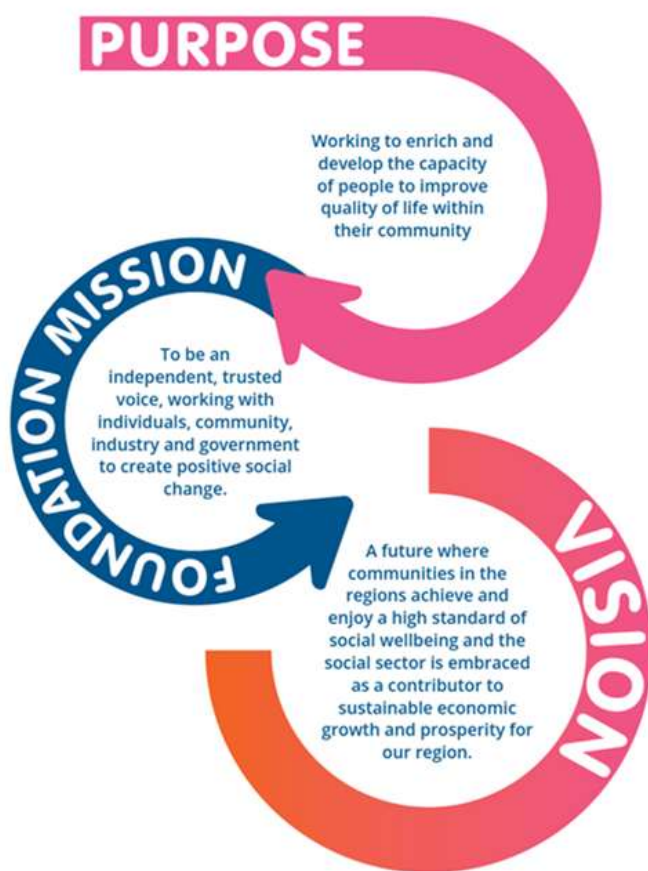 PURPOSE
Working to enrich and
develop the capacity
of people to improve
quality of life within
their community
FOUNDATION MISSION
To be an
independent, trusted
voice, working with
individuals, community,
industry and government
to create positive social
change.
VISION
A future where
communities in the
regions achieve and
enjoy a high standard of
social wellbeing and the
social sector is embraced
as a contributor to
sustainable economic
growth and prosperity for
our region.